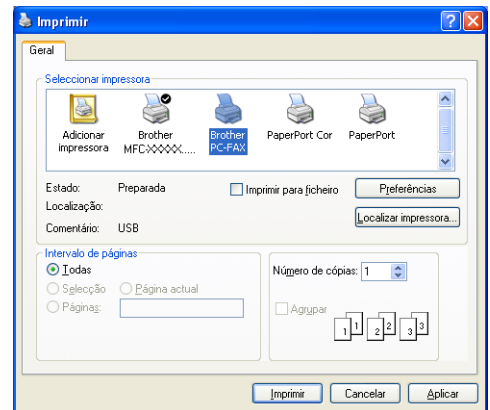 Imprimir
Geral
Seleccionar impressora
Adicionar impressora
Brother MFC-XXXXX.....
Brother PC-FAX
PaperPort Cor
PaperPort
Estado: Preparada
Imprimir para ficheiro
Preferências
Localização:
Localizar impressora...
Comentário: USB
Intervalo de páginas
Todas
Selecção
Página actual
Páginas:
Número de cópias: 1
Agrupar
1 1 2 2 3 3
Imprimir
Cancelar
Aplicar